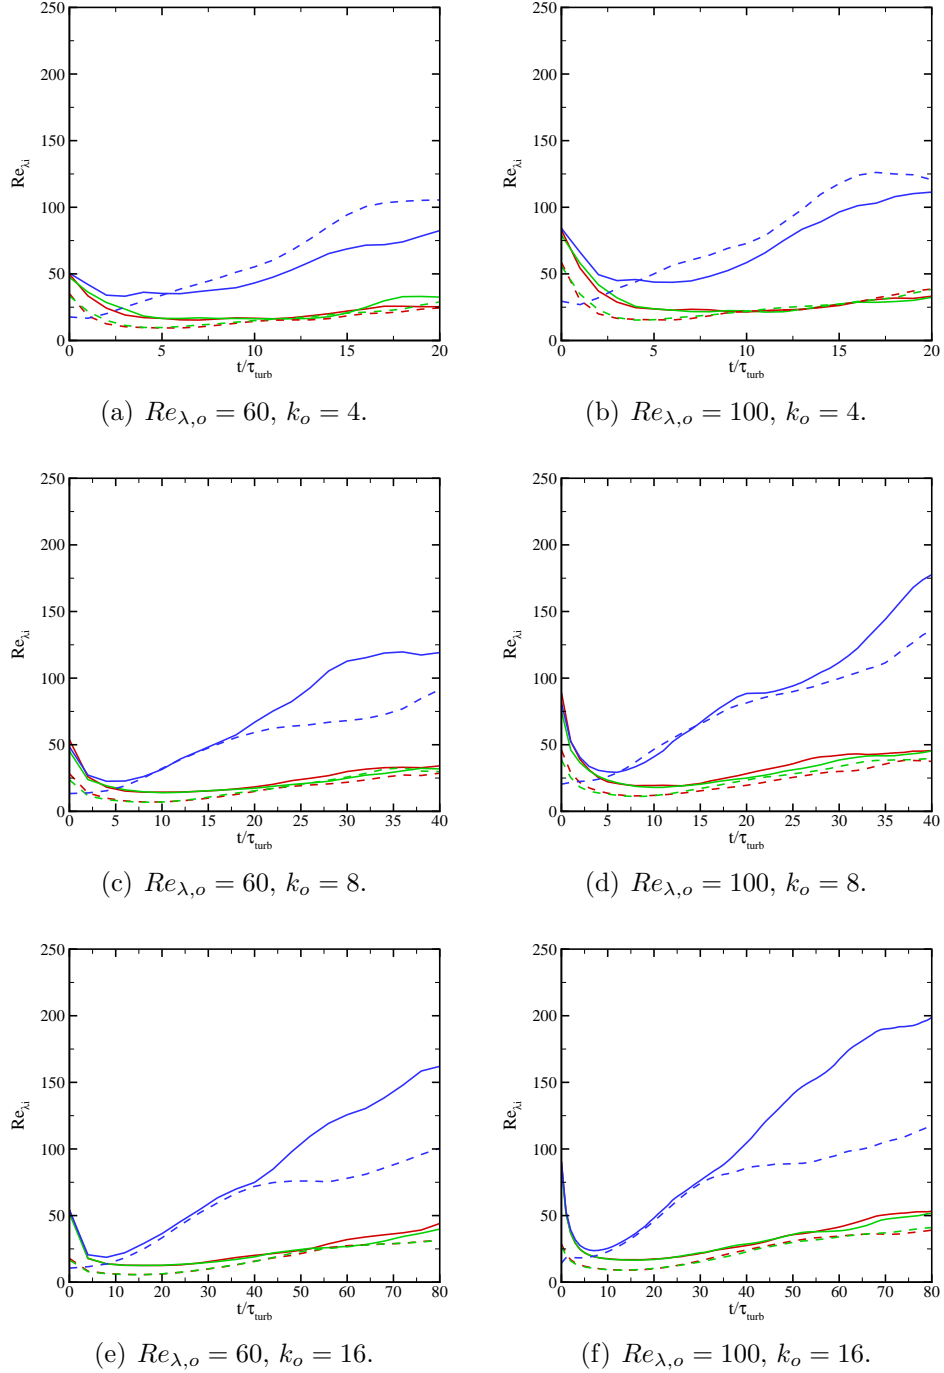 250
200
150
100
50
0
Re_λi
0 5 10 15 20
t/τ_turb
(a) Re_λ,o = 60, k_o = 4.
250
200
150
100
50
0
Re_λi
0 5 10 15 20
t/τ_turb
(b) Re_λ,o = 100, k_o = 4.
250
200
150
100
50
0
Re_λi
0 5 10 15 20 25 30 35 40
t/τ_turb
(c) Re_λ,o = 60, k_o = 8.
250
200
150
100
50
0
Re_λi
0 5 10 15 20 25 30 35 40
t/τ_turb
(d) Re_λ,o = 100, k_o = 8.
250
200
150
100
50
0
Re_λi
0 10 20 30 40 50 60 70 80
t/τ_turb
(e) Re_λ,o = 60, k_o = 16.
250
200
150
100
50
0
Re_λi
0 10 20 30 40 50 60 70 80
t/τ_turb
(f) Re_λ,o = 100, k_o = 16.